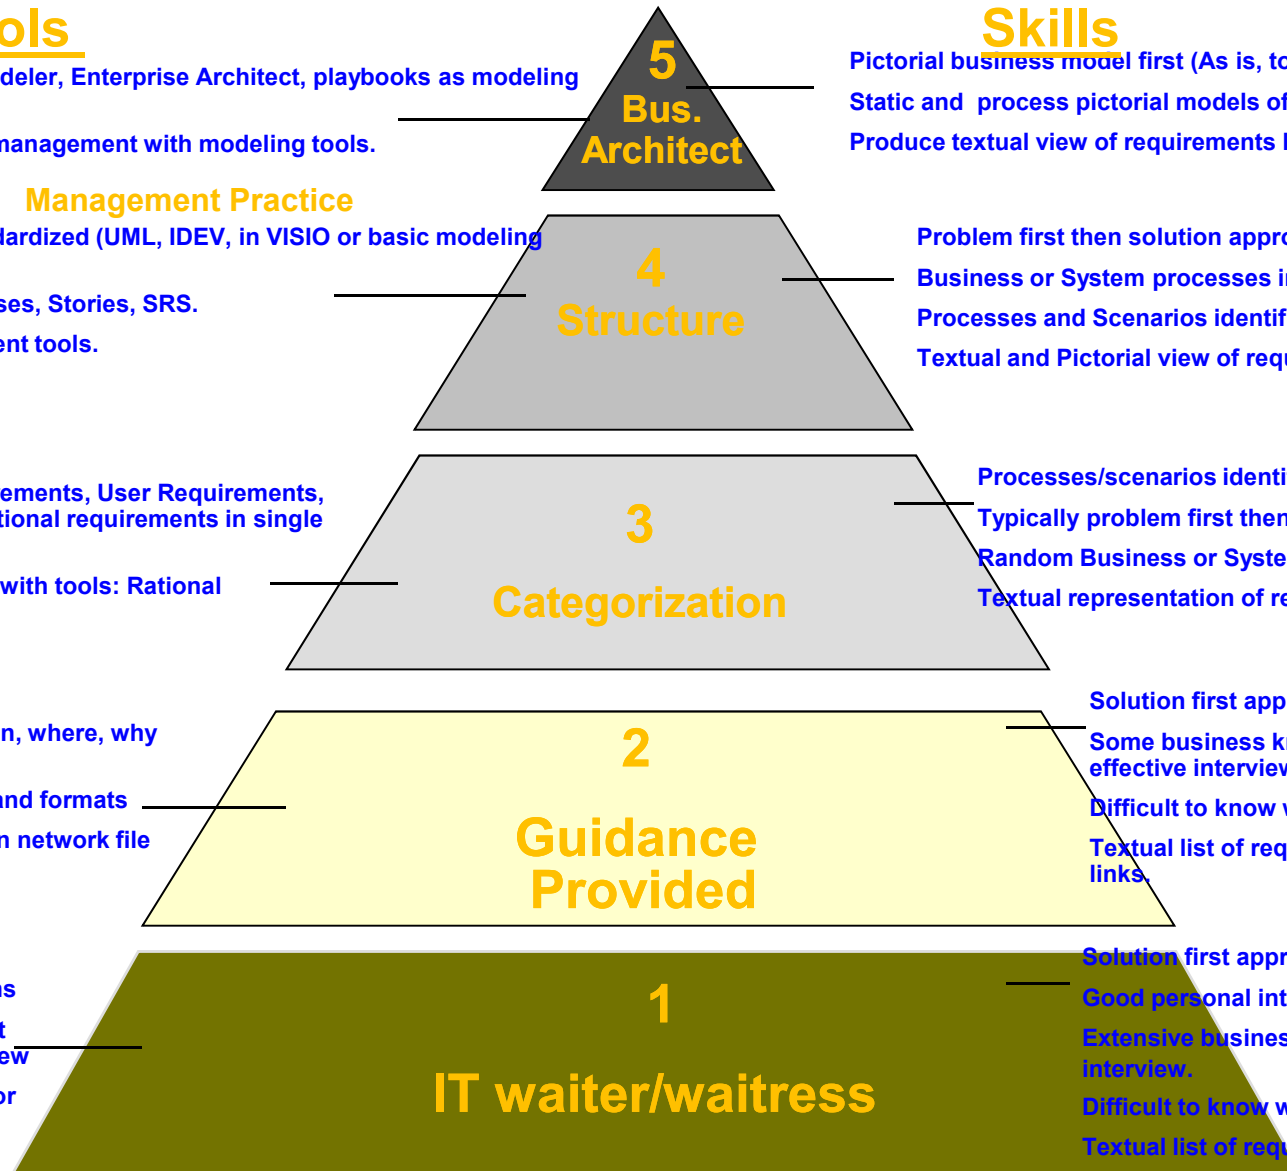 ols
Skills
5
Bus.
Architect
deler, Enterprise Architect, playbooks as modeling
management with modeling tools.
Pictorial business model first (As is, to
Static and process pictorial models of
Produce textual view of requirements
Management Practice
dardized (UML, IDEV, in VISIO or basic modeling
ses, Stories, SRS.
ent tools.
4
Structure
Problem first then solution appro
Business or System processes i
Processes and Scenarios identif
Textual and Pictorial view of requ
rements, User Requirements,
tional requirements in single
with tools: Rational
3
Categorization
Processes/scenarios identi
Typically problem first then
Random Business or Syste
Textual representation of re
n, where, why
and formats
n network file
2
Guidance
Provided
Solution first app
Some business k
effective interview
Difficult to know w
Textual list of req
links.
ns
t
ew
or
1
IT waiter/waitress
Solution first appr
Good personal int
Extensive busines
interview.
Difficult to know w
Textual list of requ